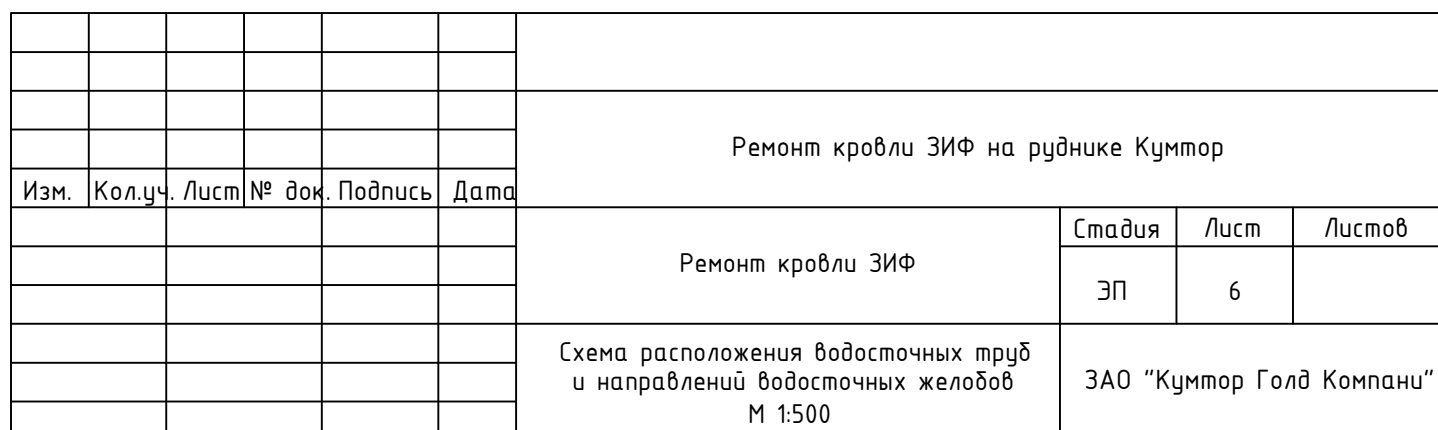 Ремонт кровли ЗИФ на руднике Кумтор
Изм. Кол.уч. Лист № док. Подпись Дата
Ремонт кровли ЗИФ
Стадия Лист Листов
ЭП 6
Схема расположения водосточных труб
и направлений водосточных желобов
М 1:500
ЗАО "Кумтор Голд Компани"